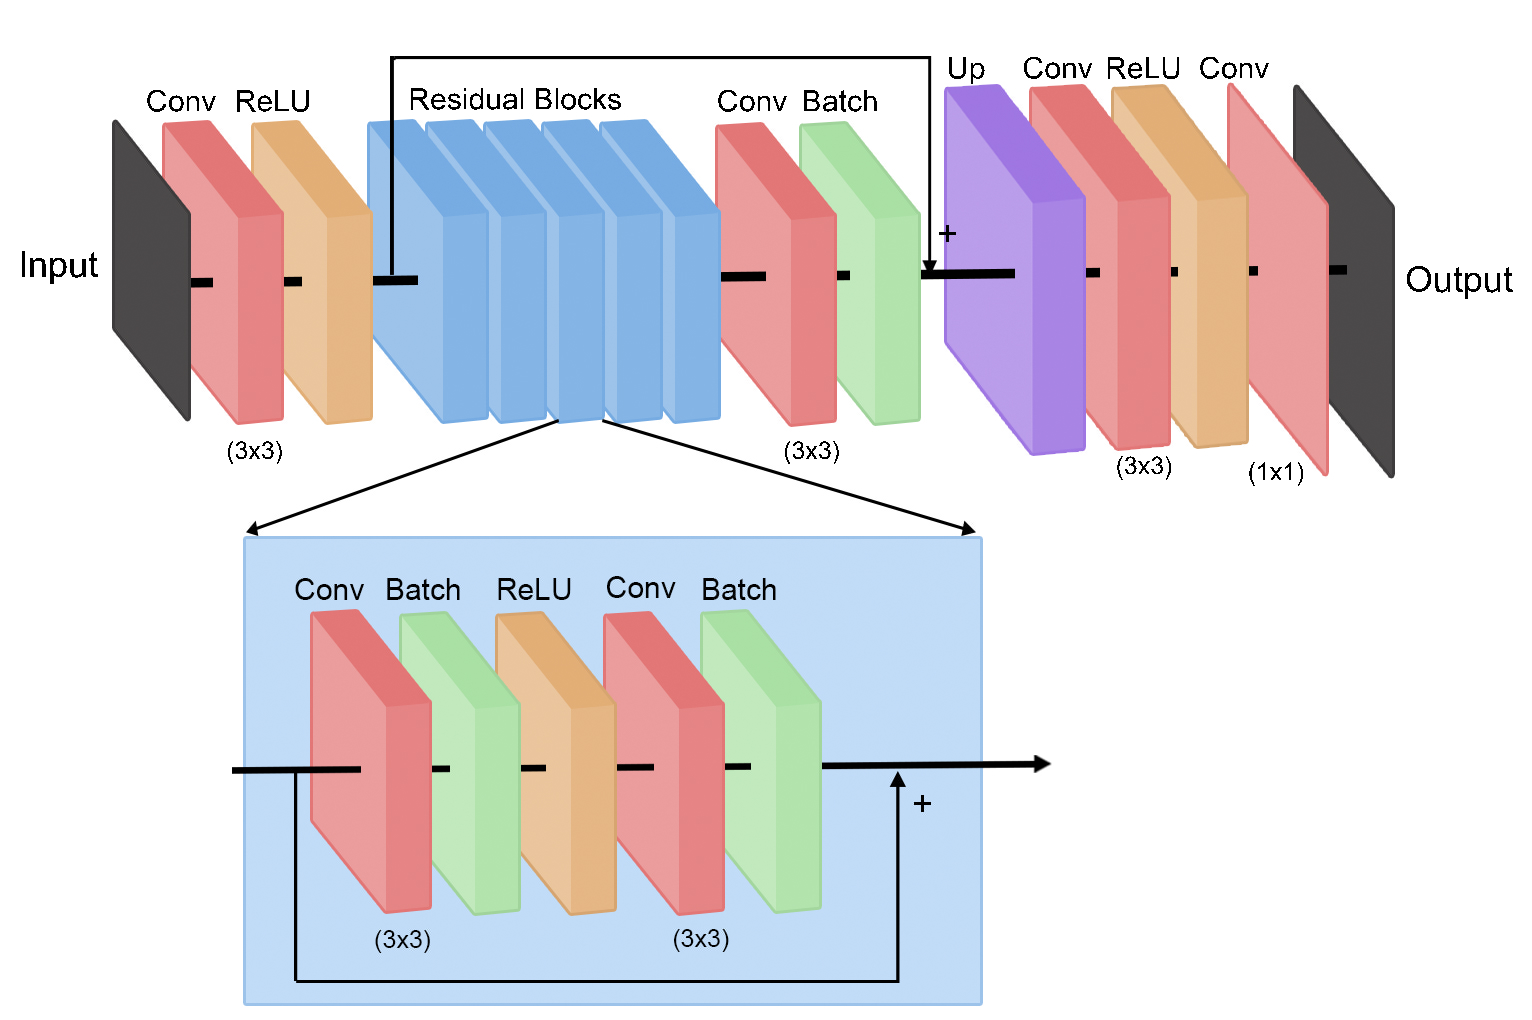 Up Conv ReLU Conv
Conv ReLU Residual Blocks Conv Batch
+
Input
Output
(3x3) (3x3) (3x3) (1x1)
Conv Batch ReLU Conv Batch
+
(3x3) (3x3)